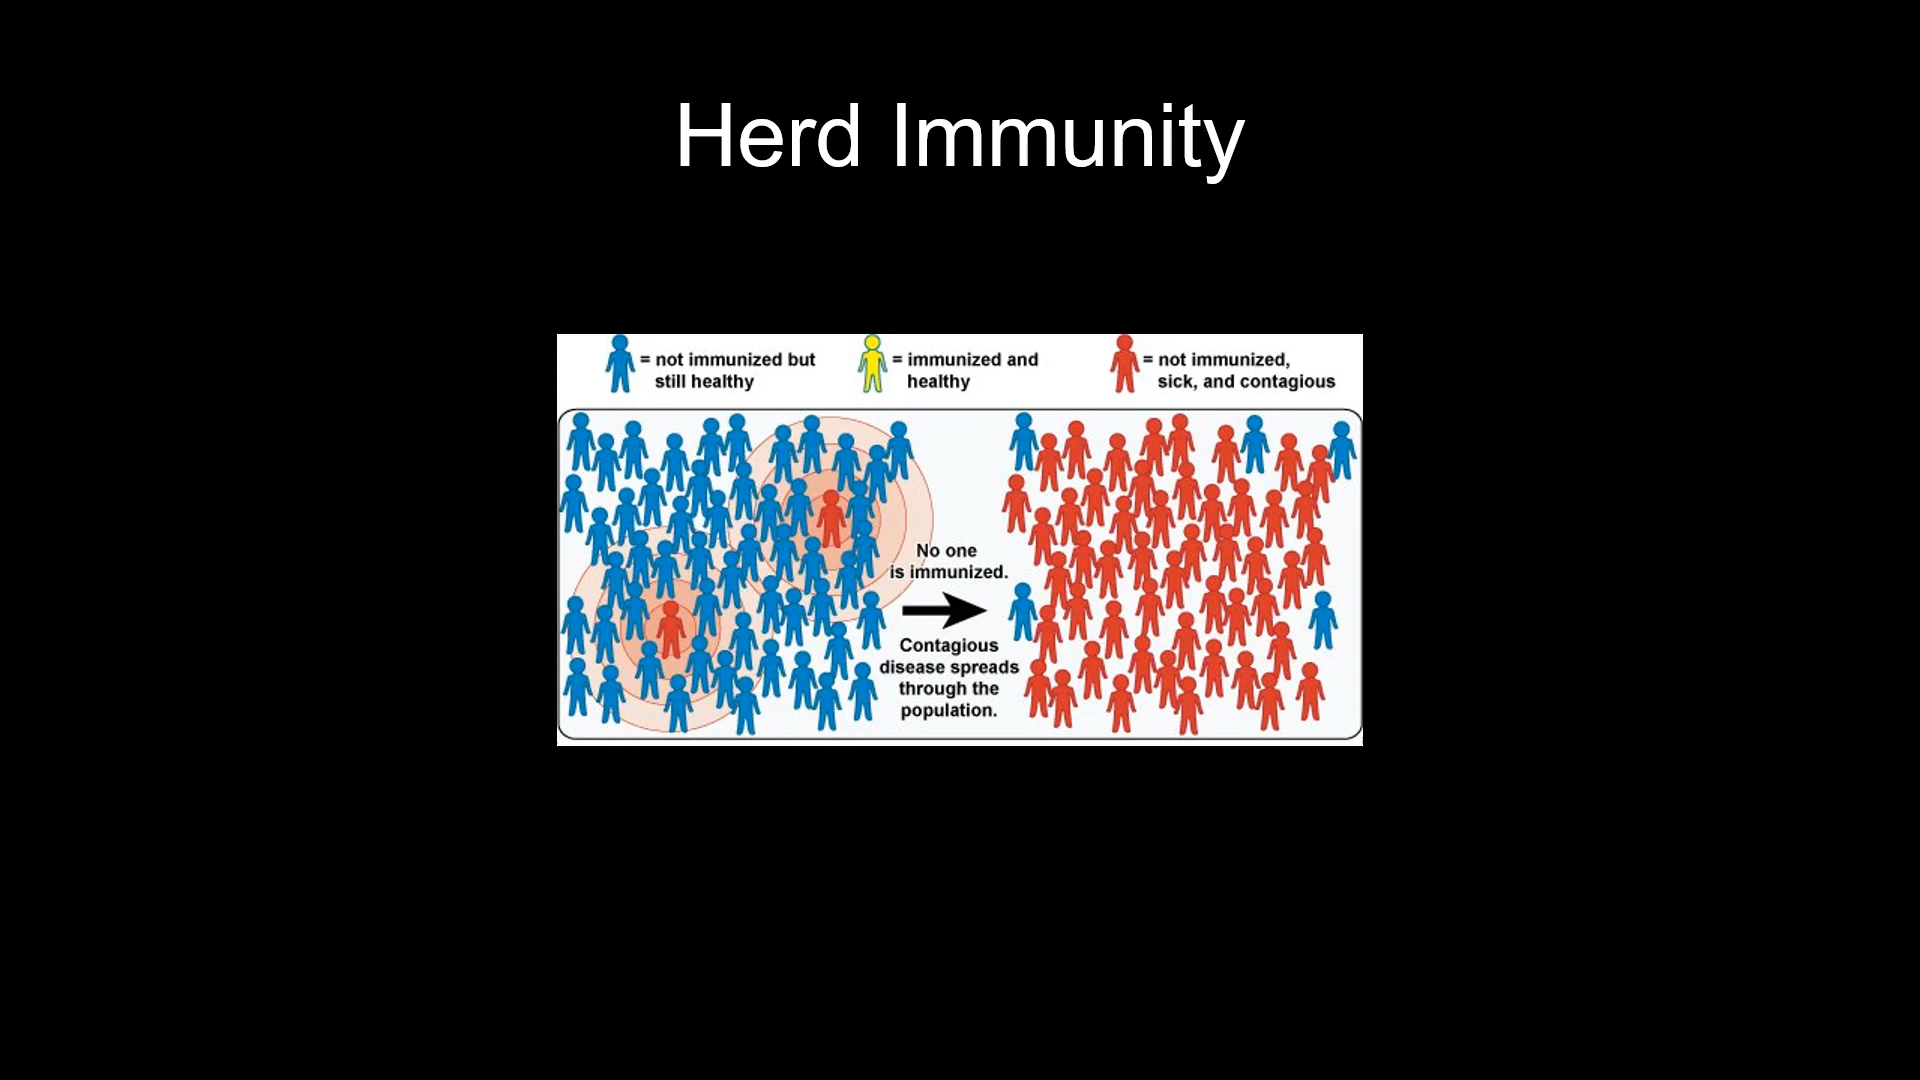 Herd Immunity
= not immunized but
still healthy
= immunized and
healthy
= not immunized,
sick, and contagious
No one
is immunized.
Contagious
disease spreads
through the
population.